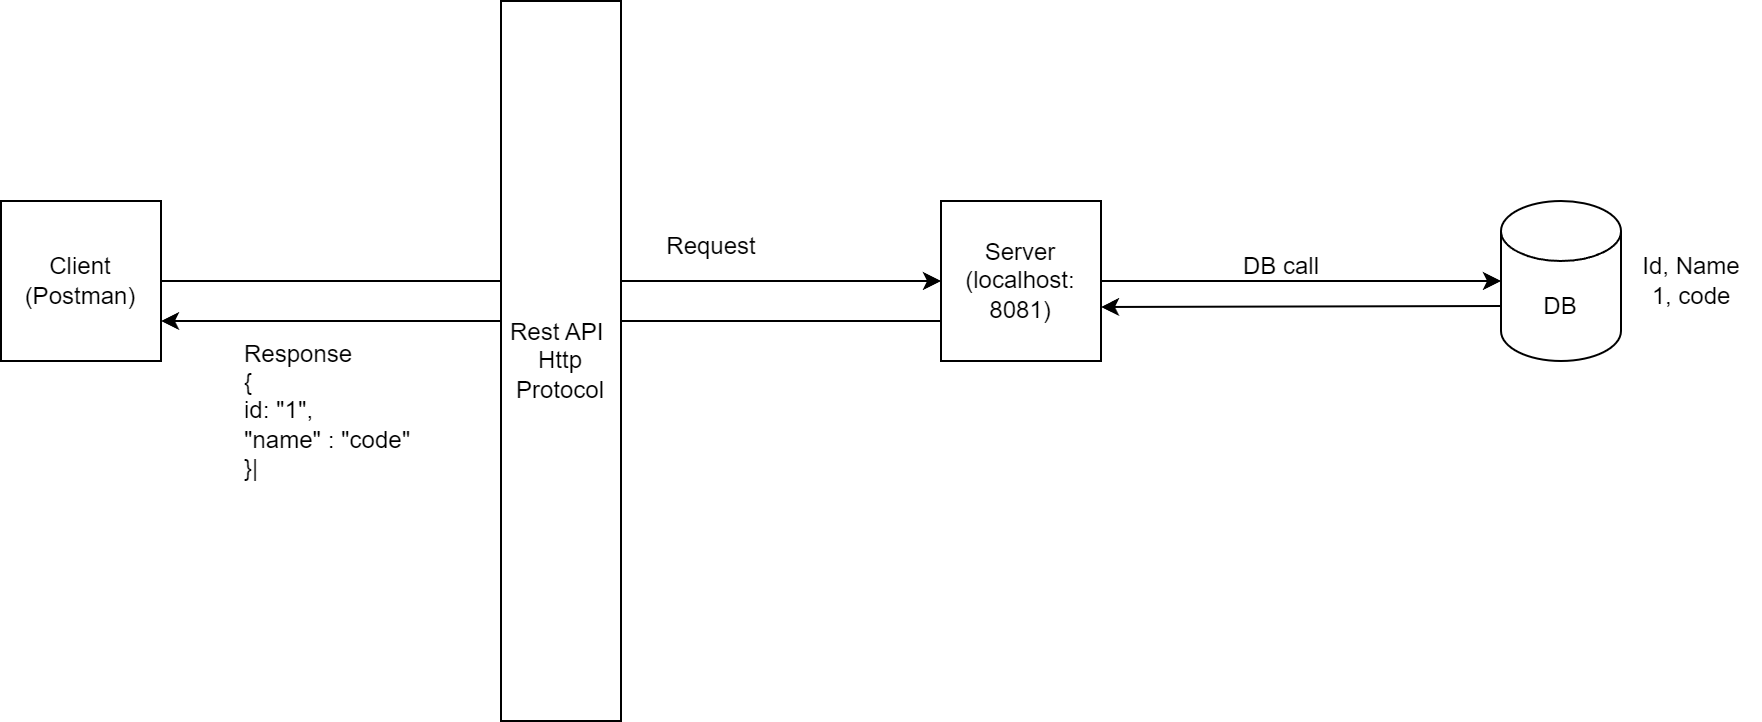 Client
(Postman)
Response
{
id: "1",
"name" : "code"
}|
Rest API
Http
Protocol
Request
Server
(localhost:
8081)
DB call
DB
Id, Name
1, code